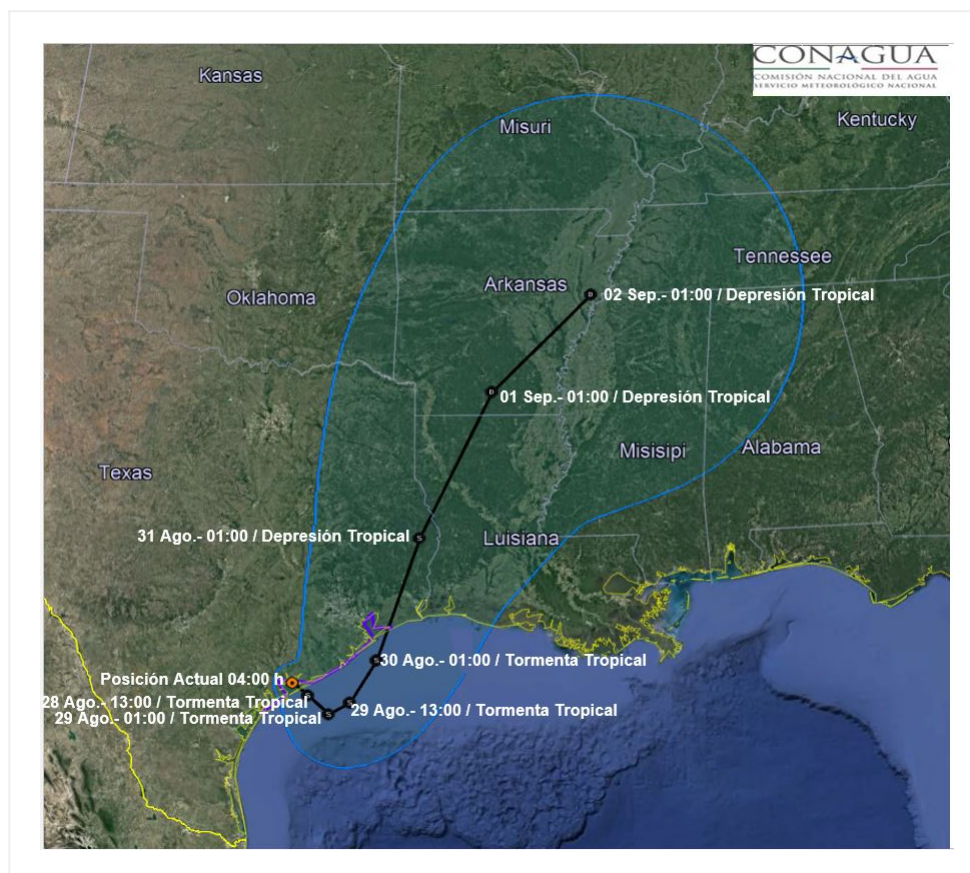 CONAGUA
COMISIÓN NACIONAL DEL AGUA
SERVICIO METEOROLÓGICO NACIONAL
Kansas
Misuri
Kentucky
Tennessee
Arkansas
Oklahoma
02 Sep.- 01:00 / Depresión Tropical
01 Sep.- 01:00 / Depresión Tropical
Misisipi
Alabama
Texas
31 Ago.- 01:00 / Depresión Tropical
Luisiana
30 Ago.- 01:00 / Tormenta Tropical
Posición Actual 04:00 h
28 Ago.- 13:00 / Tormenta Tropical
29 Ago.- 13:00 / Tormenta Tropical
29 Ago.- 01:00 / Tormenta Tropical